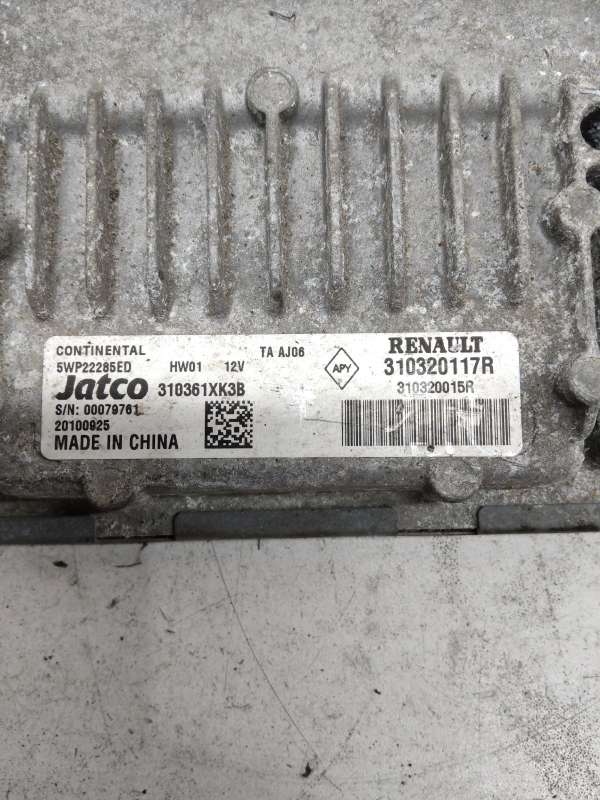 CONTINENTAL
5WP22285ED HW01 12V TA AJ06
Jatco 310361XK3B
S/N: 00079761
20100925
MADE IN CHINA
APY
RENAULT
310320117R
310320015R